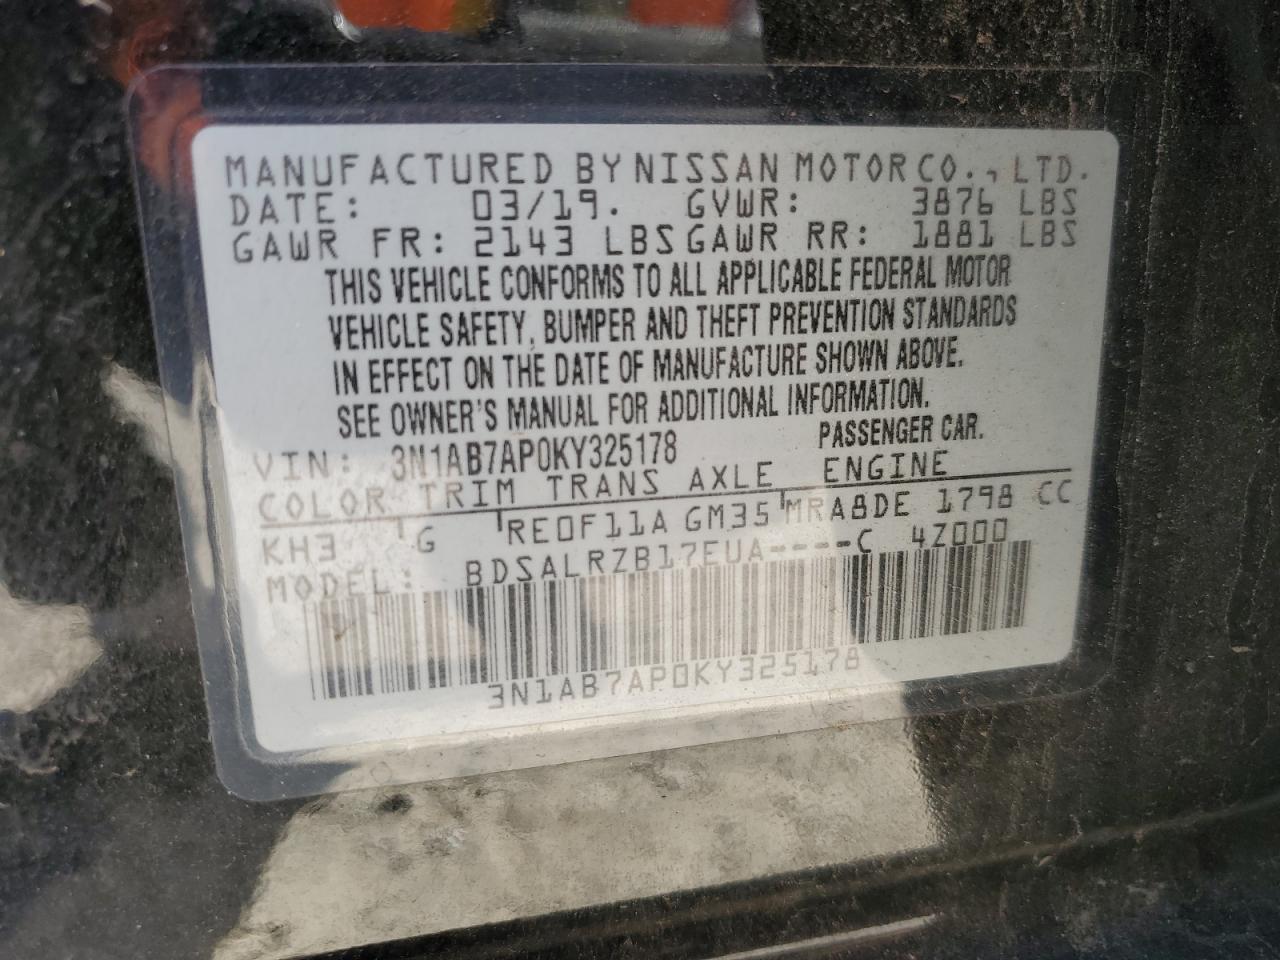 MANUFACTURED BY NISSAN MOTOR CO., LTD.
DATE: 03/19. GVWR: 3876 LBS
GAWR FR: 2143 LBS GAWR RR: 1881 LBS
THIS VEHICLE CONFORMS TO ALL APPLICABLE FEDERAL MOTOR
VEHICLE SAFETY, BUMPER AND THEFT PREVENTION STANDARDS
IN EFFECT ON THE DATE OF MANUFACTURE SHOWN ABOVE.
SEE OWNER'S MANUAL FOR ADDITIONAL INFORMATION.
VIN: 3N1AB7AP0KY325178 PASSENGER CAR.
COLOR TRIM TRANS AXLE ENGINE
KH3 G RE0F11A GM35 MRA8DE 1798 CC
MODEL: BDSALRZB17EUA----C 4Z000
3N1AB7AP0KY325178